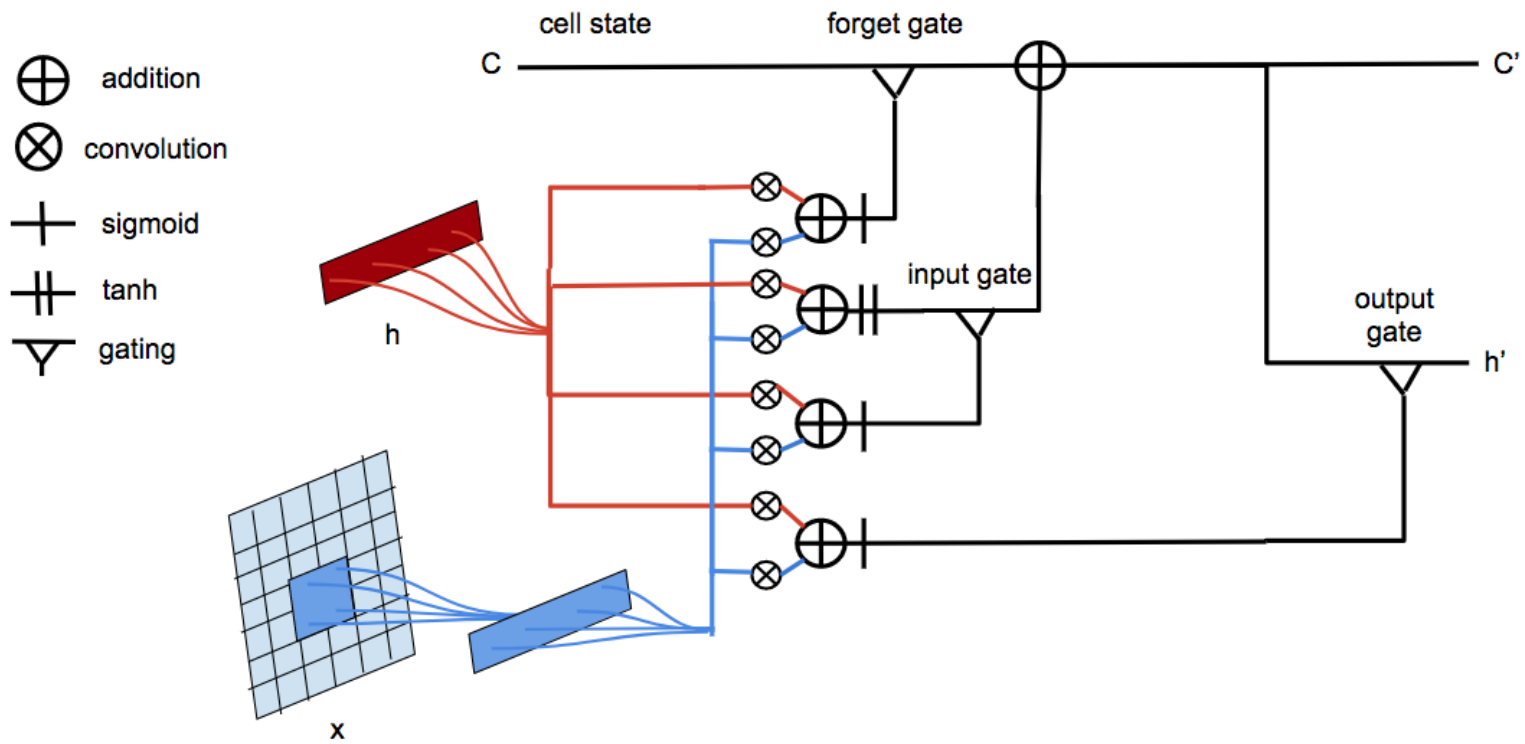 cell state
forget gate
C
C’
addition
convolution
sigmoid
tanh
gating
h
input gate
output
gate
h’
x